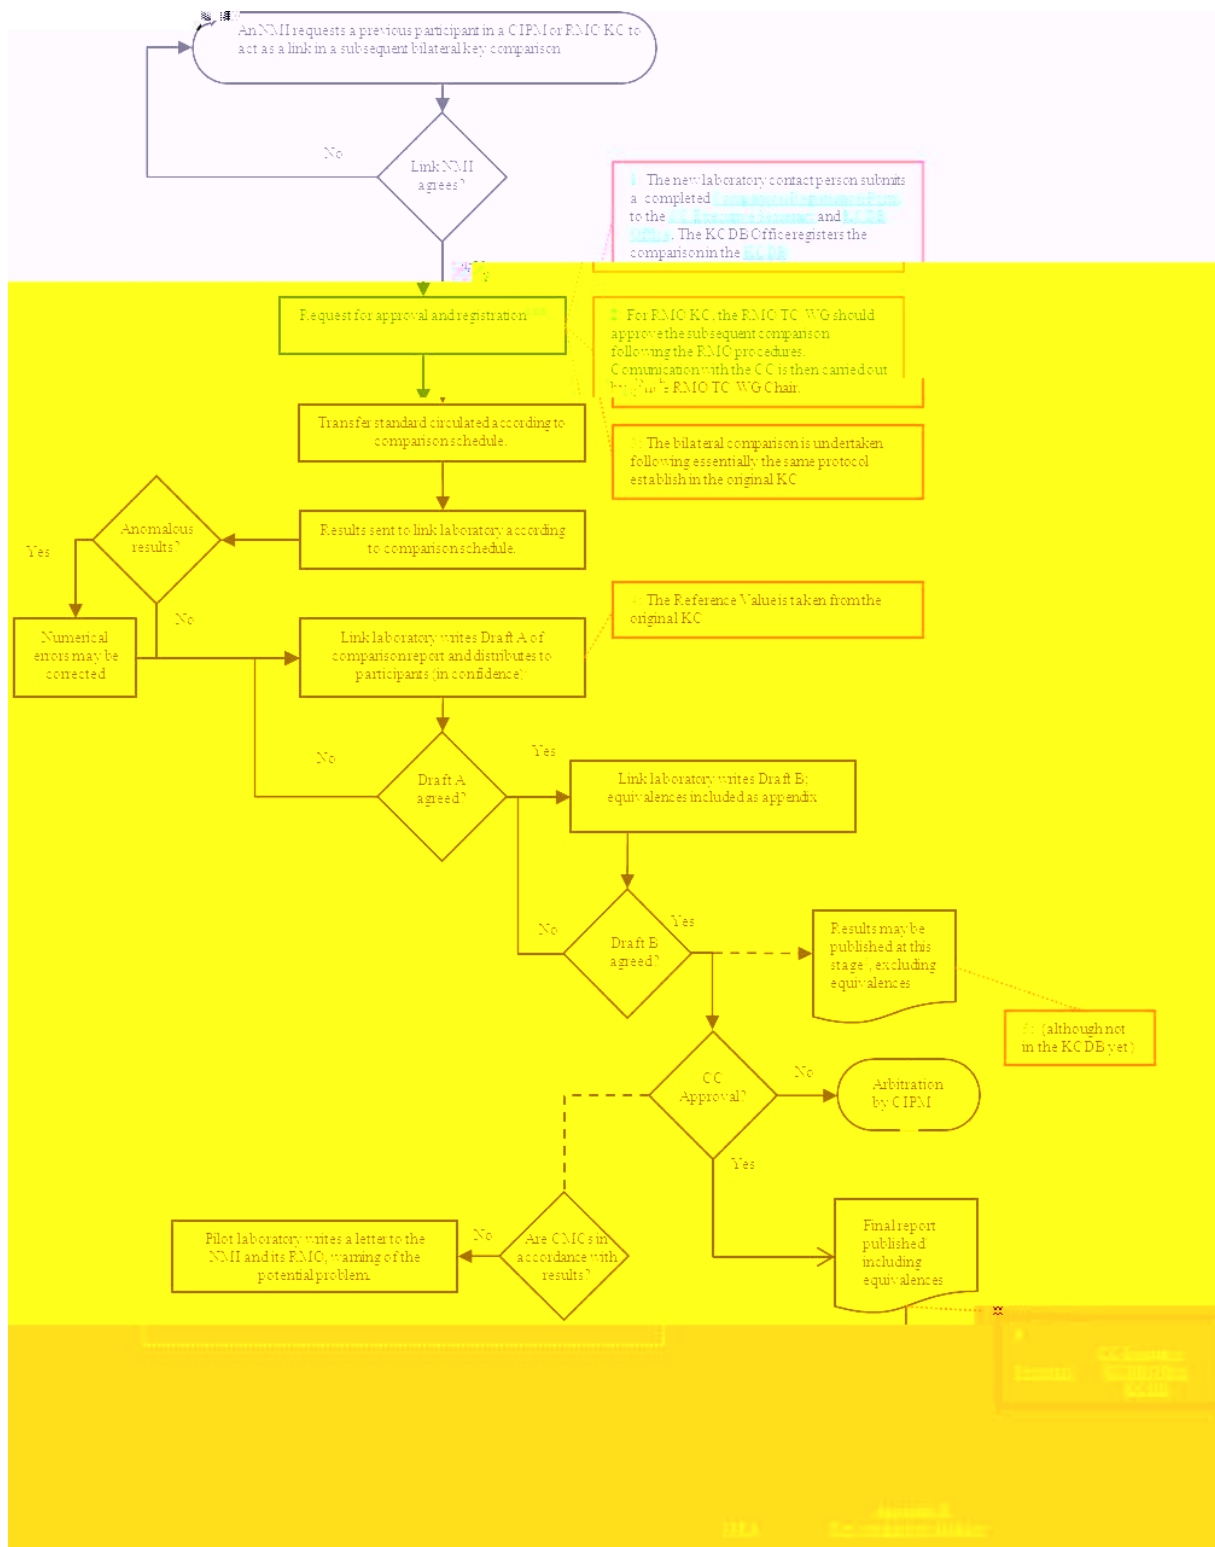 An NMI requests a previous participant in a CIPM or RMO KC to
act as a link in a subsequent bilateral key comparison
No
Link NMI
agrees?
The new laboratory contact person submits
a completed
to the CC Executive Secretary and KCDB
Office. The KCDB Office registers the
comparison in the KCDB
Request for approval and registration
For RMO KC, the RMO TC-WG should
approve the subsequent comparison
following the RMO procedures.
Comunication with the CC is then carried out
RMO TC-WG Chair.
Transfer standard circulated according to
comparison schedule.
The bilateral comparison is undertaken
following essentially the same protocol
establish in the original KC
Anomalous
results?
Results sent to link laboratory according
to comparison schedule.
Yes
No
The Reference Value is taken from the
original KC
Numerical
errors may be
corrected
Link laboratory writes Draft A of
comparison report and distributes to
participants (in confidence)
No
Yes
Draft A
agreed?
Link laboratory writes Draft B;
equivalences included as appendix
No
Yes
Draft B
agreed?
Results may be
published at this
stage, excluding
equivalences
(although not
in the KCDB yet)
CC
Approval?
No
Arbitration
by CIPM
Yes
Pilot laboratory writes a letter to the
NMI and its RMO, warning of the
potential problem.
No
Are CMCs in
accordance with
results?
Final report
published
including
equivalences